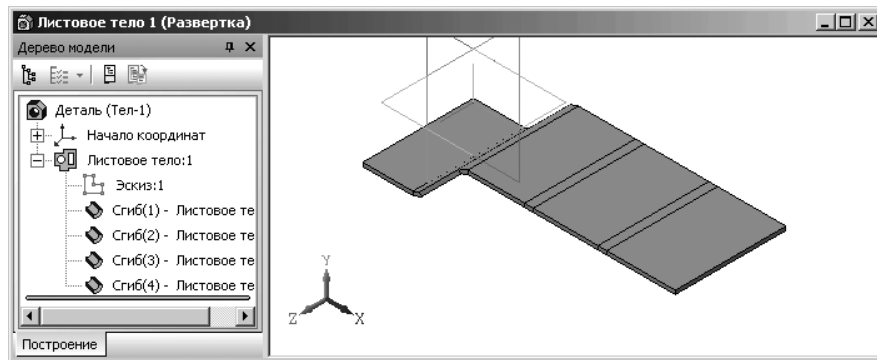 Листовое тело 1 (Развертка)
Дерево модели
Деталь (Тел-1)
Начало координат
Листовое тело:1
Эскиз:1
Сгиб(1) - Листовое те
Сгиб(2) - Листовое те
Сгиб(3) - Листовое те
Сгиб(4) - Листовое те
Построение
Y
Z
X